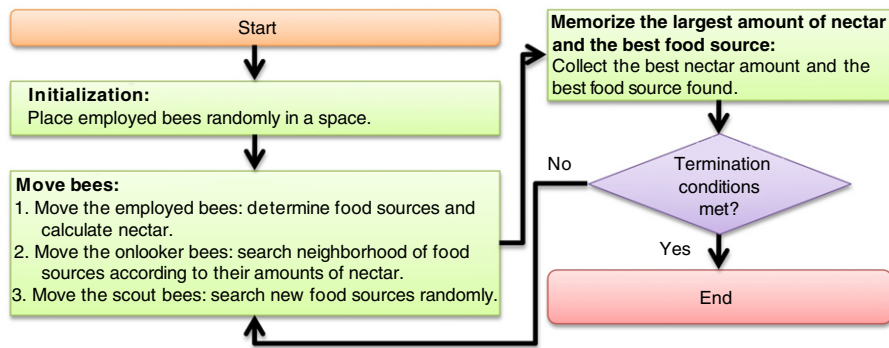 Start
Initialization:
Place employed bees randomly in a space.
Move bees:
1. Move the employed bees: determine food sources and
calculate nectar.
2. Move the onlooker bees: search neighborhood of food
sources according to their amounts of nectar.
3. Move the scout bees: search new food sources randomly.
Memorize the largest amount of nectar
and the best food source:
Collect the best nectar amount and the
best food source found.
Termination
conditions
met?
No
Yes
End